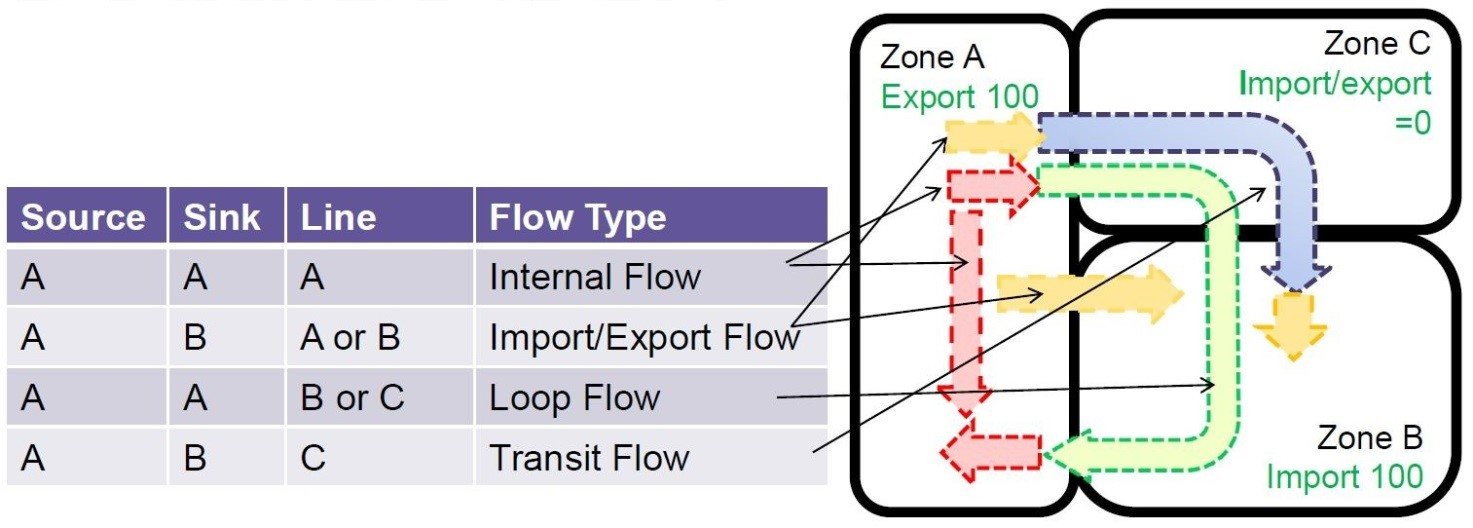 Source Sink Line Flow Type
A A A Internal Flow
A B A or B Import/Export Flow
A A B or C Loop Flow
A B C Transit Flow
Zone A
Export 100
Zone C
Import/export
=0
Zone B
Import 100